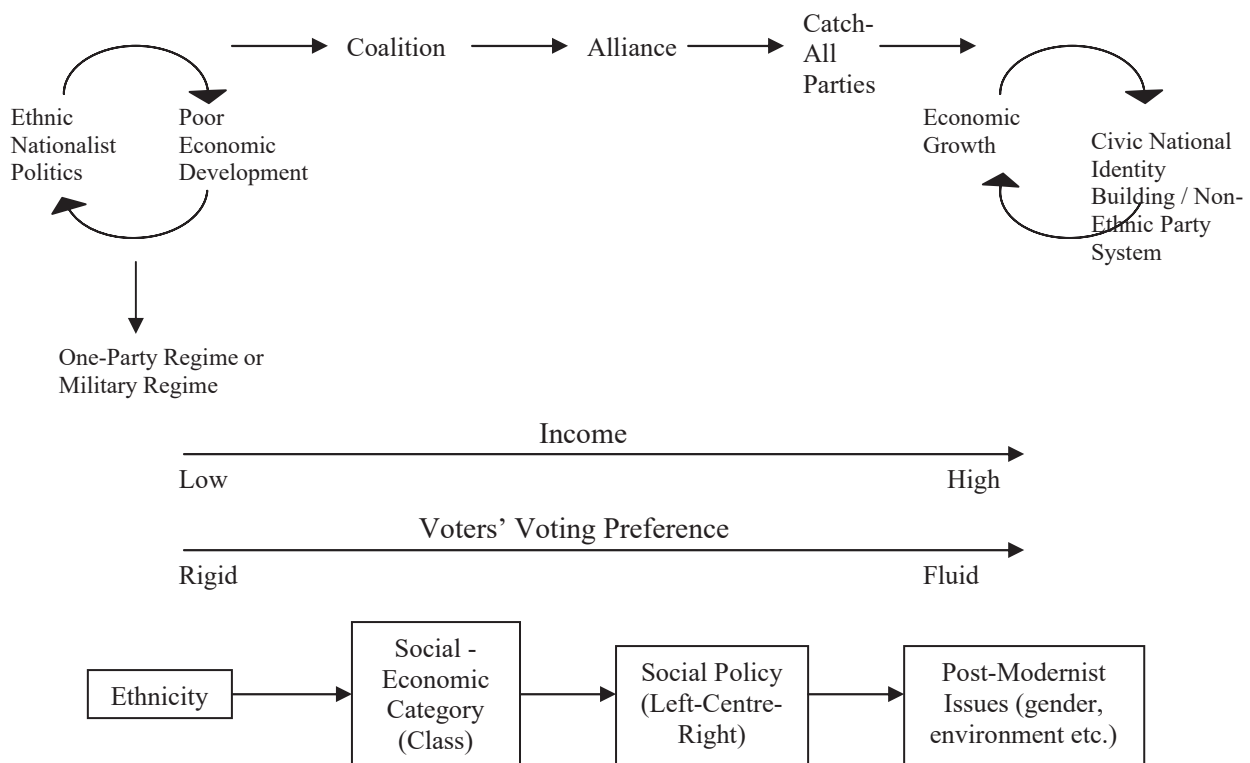 Coalition
Alliance
Catch-
All
Parties
Ethnic
Nationalist
Politics
Poor
Economic
Development
Economic
Growth
Civic National
Identity
Building / Non-
Ethnic Party
System
One-Party Regime or
Military Regime
Income
Low
High
Voters’ Voting Preference
Rigid
Fluid
Ethnicity
Social -
Economic
Category
(Class)
Social Policy
(Left-Centre-
Right)
Post-Modernist
Issues (gender,
environment etc.)